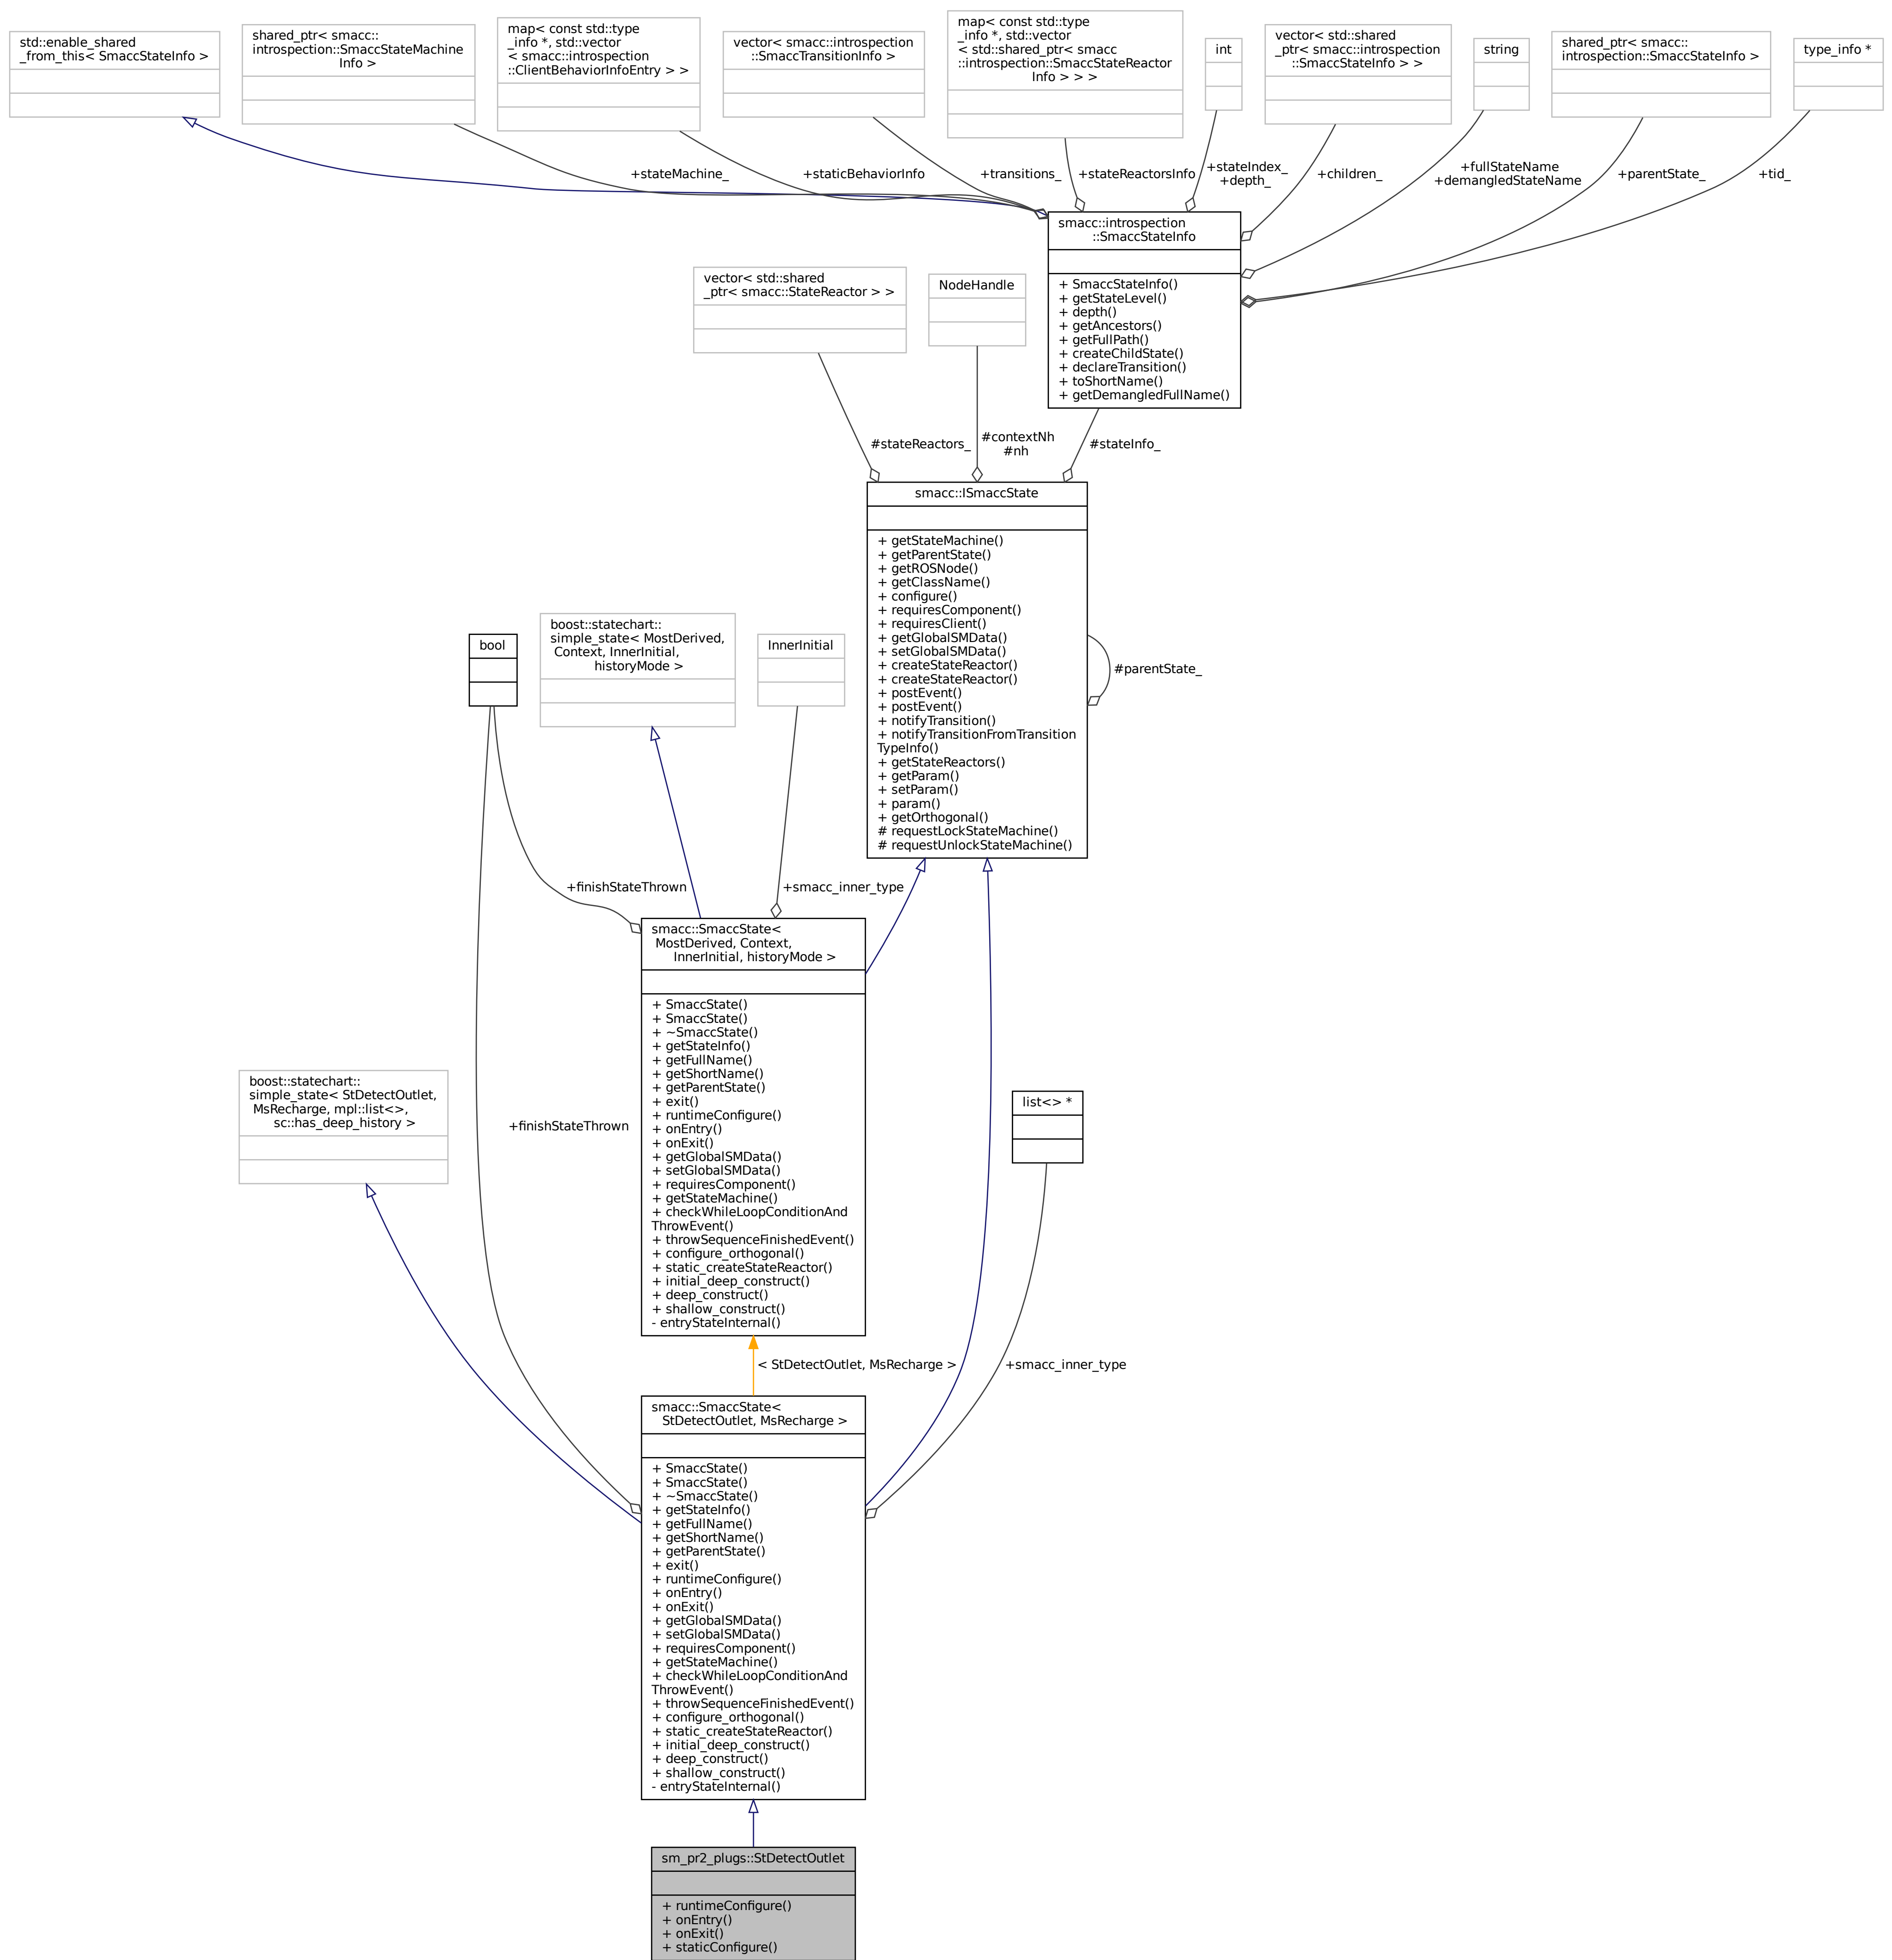 std::enable_shared
_from_this< SmaccStateInfo >
shared_ptr< smacc::
introspection::SmaccStateMachine
Info >
map< const std::type
_info *, std::vector
< smacc::introspection
::ClientBehaviorInfoEntry > >
vector< smacc::introspection
::SmaccTransitionInfo >
map< const std::type
_info *, std::vector
< std::shared_ptr< smacc
::introspection::SmaccStateReactor
Info > > >
int
vector< std::shared
_ptr< smacc::introspection
::SmaccStateInfo > >
string
shared_ptr< smacc::
introspection::SmaccStateInfo >
type_info *
+stateMachine_
+staticBehaviorInfo
+transitions_
+stateReactorsInfo
+stateIndex_
+depth_
+children_
+fullStateName
+demangledStateName
+parentState_
+tid_
smacc::introspection
::SmaccStateInfo
+ SmaccStateInfo()
+ getStateLevel()
+ depth()
+ getAncestors()
+ getFullPath()
+ createChildState()
+ declareTransition()
+ toShortName()
+ getDemangledFullName()
vector< std::shared
_ptr< smacc::StateReactor > >
NodeHandle
#stateReactors_
#contextNh
#nh
#stateInfo_
smacc::ISmaccState
+ getStateMachine()
+ getParentState()
+ getROSNode()
+ getClassName()
+ configure()
+ requiresComponent()
+ requiresClient()
+ getGlobalSMData()
+ setGlobalSMData()
+ createStateReactor()
+ createStateReactor()
+ postEvent()
+ postEvent()
+ notifyTransition()
+ notifyTransitionFromTransition
TypeInfo()
+ getStateReactors()
+ getParam()
+ setParam()
+ param()
+ getOrthogonal()
# requestLockStateMachine()
# requestUnlockStateMachine()
#parentState_
bool
boost::statechart::
simple_state< MostDerived,
Context, InnerInitial,
historyMode >
InnerInitial
+finishStateThrown
+smacc_inner_type
smacc::SmaccState<
MostDerived, Context,
InnerInitial, historyMode >
+ SmaccState()
+ SmaccState()
+ ~SmaccState()
+ getStateInfo()
+ getFullName()
+ getShortName()
+ getParentState()
+ exit()
+ runtimeConfigure()
+ onEntry()
+ onExit()
+ getGlobalSMData()
+ setGlobalSMData()
+ requiresComponent()
+ getStateMachine()
+ checkWhileLoopConditionAnd
ThrowEvent()
+ throwSequenceFinishedEvent()
+ configure_orthogonal()
+ static_createStateReactor()
+ initial_deep_construct()
+ deep_construct()
+ shallow_construct()
- entryStateInternal()
boost::statechart::
simple_state< StDetectOutlet,
MsRecharge, mpl::list<>,
sc::has_deep_history >
+finishStateThrown
list<> *
< StDetectOutlet, MsRecharge >
+smacc_inner_type
smacc::SmaccState<
StDetectOutlet, MsRecharge >
+ SmaccState()
+ SmaccState()
+ ~SmaccState()
+ getStateInfo()
+ getFullName()
+ getShortName()
+ getParentState()
+ exit()
+ runtimeConfigure()
+ onEntry()
+ onExit()
+ getGlobalSMData()
+ setGlobalSMData()
+ requiresComponent()
+ getStateMachine()
+ checkWhileLoopConditionAnd
ThrowEvent()
+ throwSequenceFinishedEvent()
+ configure_orthogonal()
+ static_createStateReactor()
+ initial_deep_construct()
+ deep_construct()
+ shallow_construct()
- entryStateInternal()
sm_pr2_plugs::StDetectOutlet
+ runtimeConfigure()
+ onEntry()
+ onExit()
+ staticConfigure()